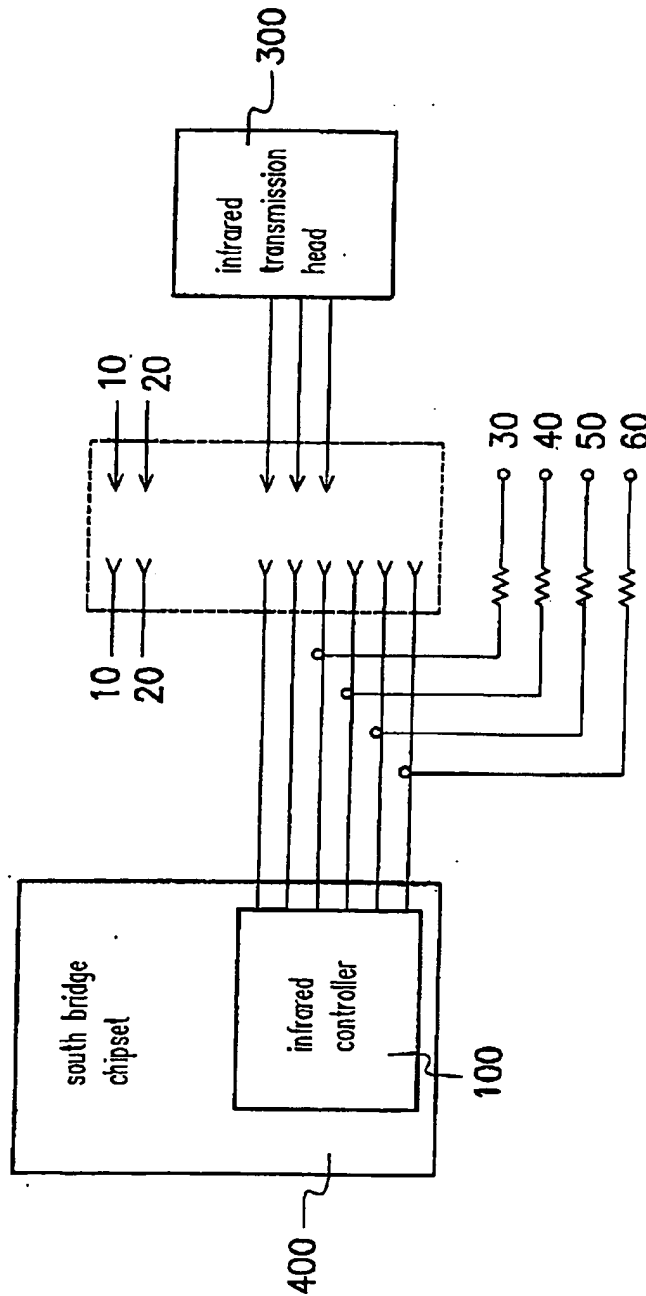 south bridge
chipset
400
infrared
controller
100
10
20
10
20
infrared
transmission
head
300
30
40
50
60